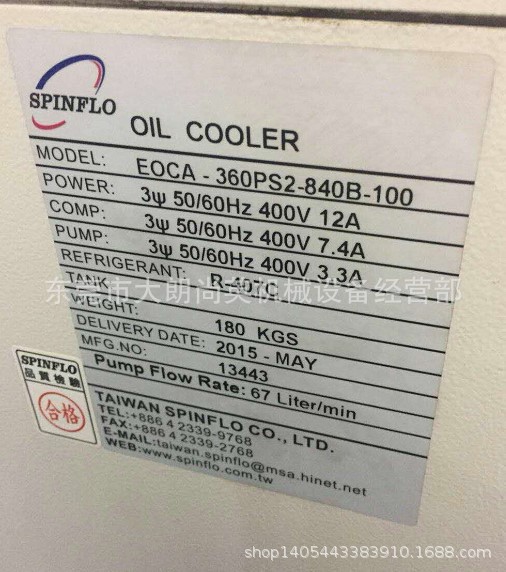 SPINFLO
OIL COOLER
MODEL: EOCA - 360PS2-840B-100
POWER: 3ψ 50/60Hz 400V 12A
COMP: 3ψ 50/60Hz 400V 7.4A
PUMP: 3ψ 50/60Hz 400V 3.3A
REFRIGERANT: R-407C
TANK:
WEIGHT: 180 KGS
DELIVERY DATE: 2015 - MAY
MFG.NO: 13443
Pump Flow Rate: 67 Liter/min
TAIWAN SPINFLO CO., LTD.
TEL:+886 4 2339-9768
FAX:+886 4 2339-2768
E-MAIL:taiwan.spinflo@msa.hinet.net
WEB:www.spinflo.com.tw
SPINFLO
品質檢驗
合格
东莞市大朗尚奕机械设备经营部
shop1405443383910.1688.com